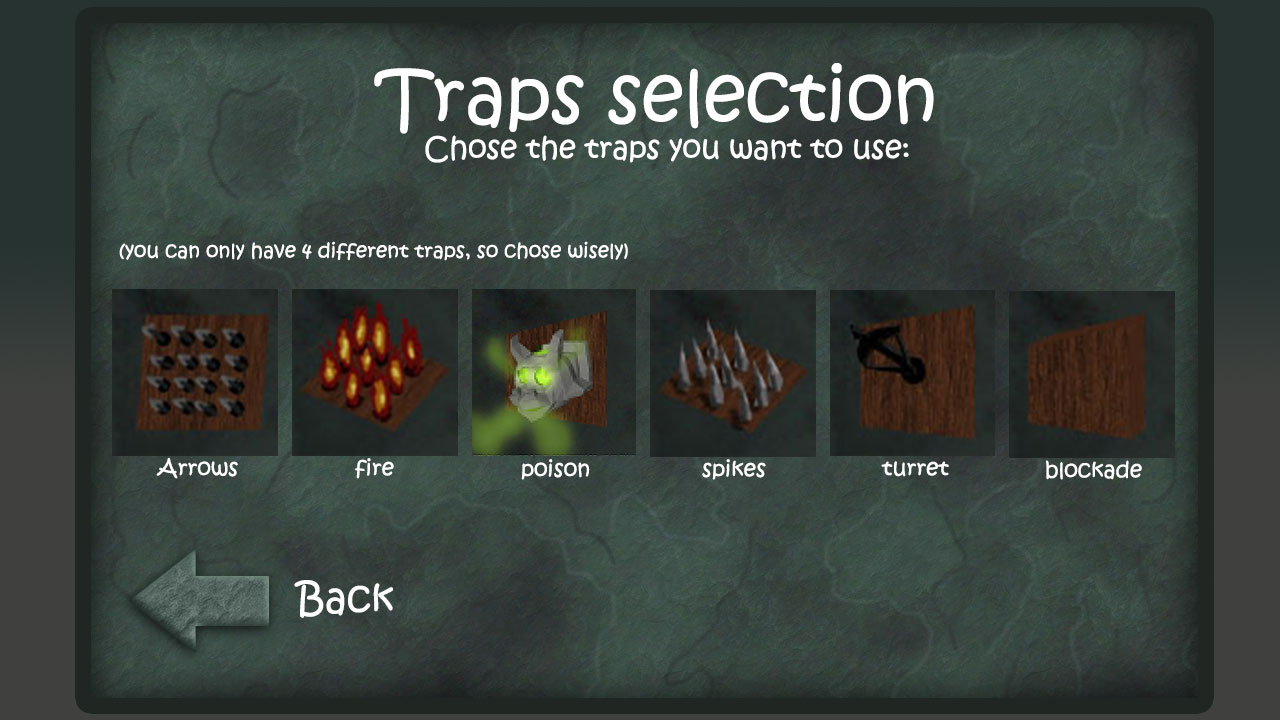 Traps selection
Chose the traps you want to use:
(you can only have 4 different traps, so chose wisely)
Arrows fire poison spikes turret blockade
Back